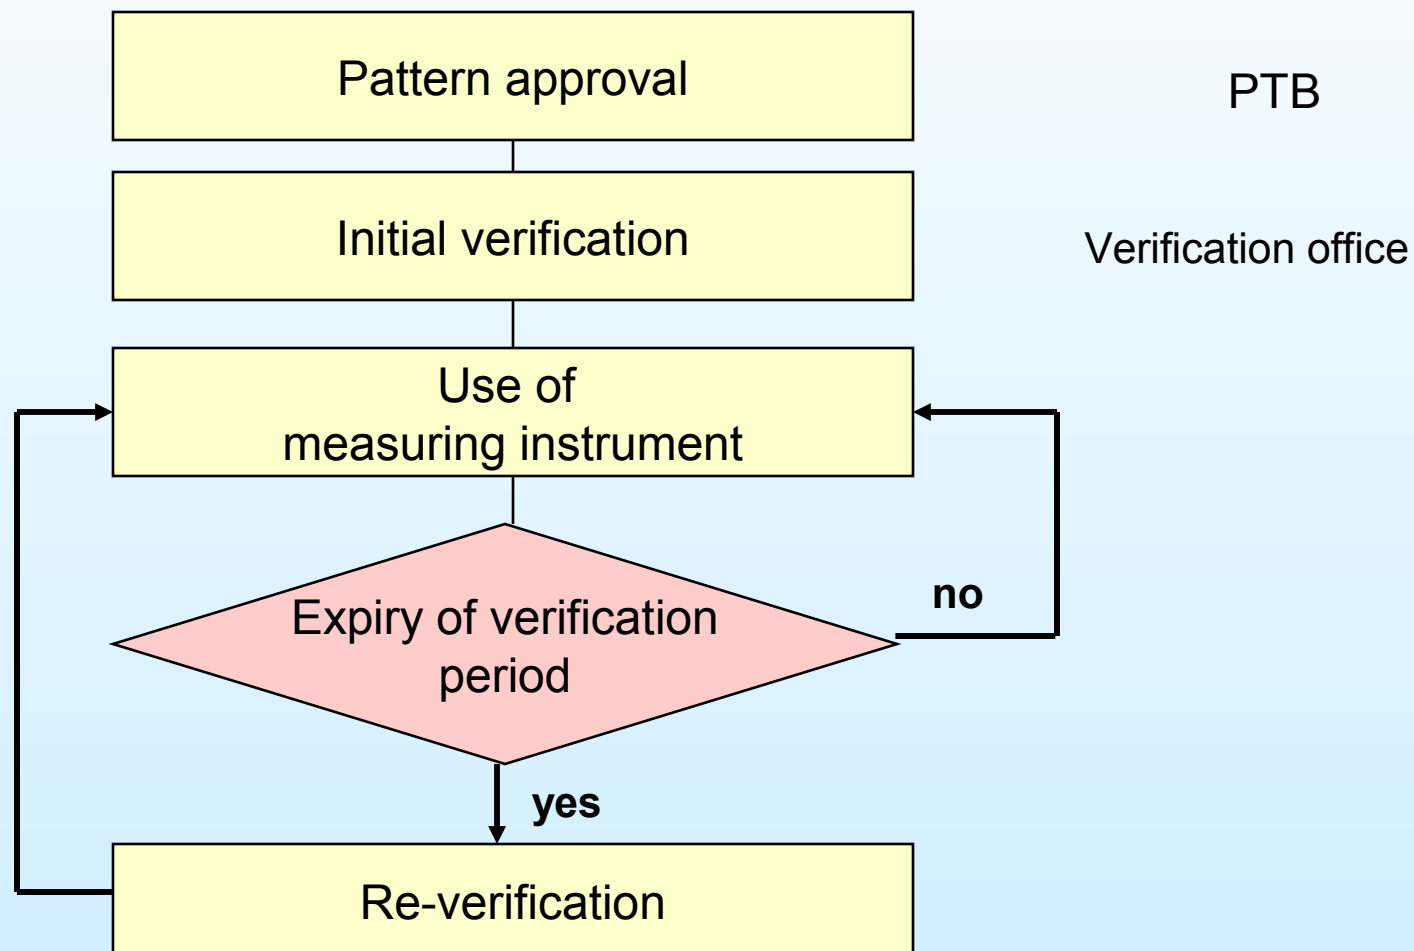 Pattern approval
PTB
Initial verification
Verification office
Use of
measuring instrument
Expiry of verification
period
no
yes
Re-verification